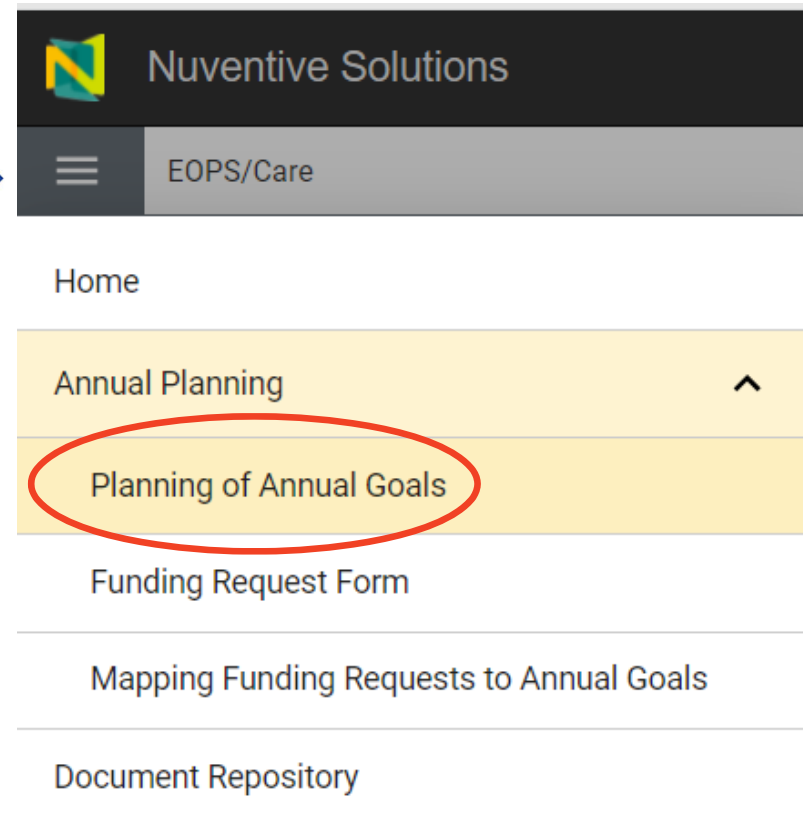 Nuventive Solutions
EOPS/Care
Home
Annual Planning
Planning of Annual Goals
Funding Request Form
Mapping Funding Requests to Annual Goals
Document Repository